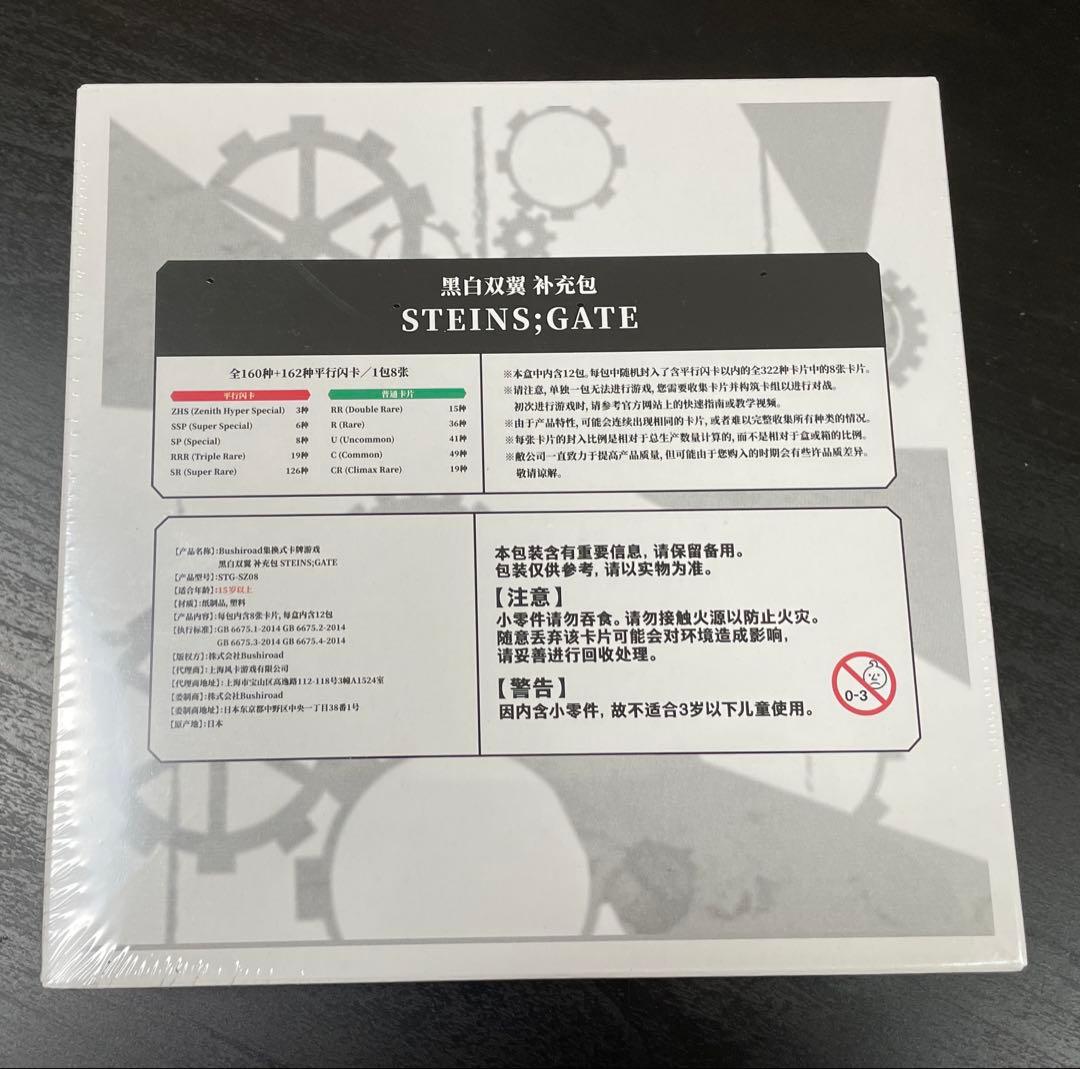 黑白双翼 补充包
STEINS;GATE
全160种+162种平行闪卡／1包8张
平行闪卡
ZHS (Zenith Hyper Special) 3种
SSP (Super Special) 6种
SP (Special) 8种
RRR (Triple Rare) 19种
SR (Super Rare) 126种
普通卡片
RR (Double Rare) 15种
R (Rare) 36种
U (Uncommon) 41种
C (Common) 49种
CR (Climax Rare) 19种
※本盒中内含12包。每包中随机封入了含平行闪卡以内的全322种卡片中的8张卡片。
※请注意, 单独一包无法进行游戏, 您需要收集卡片并构筑卡组以进行对战。
初次进行游戏时, 请参考官方网站上的快速指南或教学视频。
※由于产品特性, 可能会连续出现相同的卡片, 或者难以完整收集所有种类的情况。
※每张卡片的封入比例是相对于总生产数量计算的, 而不是相对于盒或箱的比例。
※敝公司一直致力于提高产品质量, 但可能由于您购入的时期会有些许品质差异。
敬请谅解。
【产品名称】:Bushiroad集换式卡牌游戏
黑白双翼 补充包 STEINS;GATE
【产品型号】:STG-SZ08
【适合年龄】:15岁以上
【材质】:纸制品, 塑料
【产品内容】:每包内含8张卡片, 每盒内含12包
【执行标准】:GB 6675.1-2014 GB 6675.2-2014
GB 6675.3-2014 GB 6675.4-2014
【版权方】:株式会社Bushiroad
【代理商】:上海风卡游戏有限公司
【代理商地址】:上海市宝山区高逸路112-118号3幢A1524室
【委制商】:株式会社Bushiroad
【委制商地址】:日本东京都中野区中央一丁目38番1号
【原产地】:日本
本包装含有重要信息, 请保留备用。
包装仅供参考, 请以实物为准。
【注意】
小零件请勿吞食。请勿接触火源以防止火灾。
随意丢弃该卡片可能会对环境造成影响,
请妥善进行回收处理。
【警告】
因内含小零件, 故不适合3岁以下儿童使用。
0-3